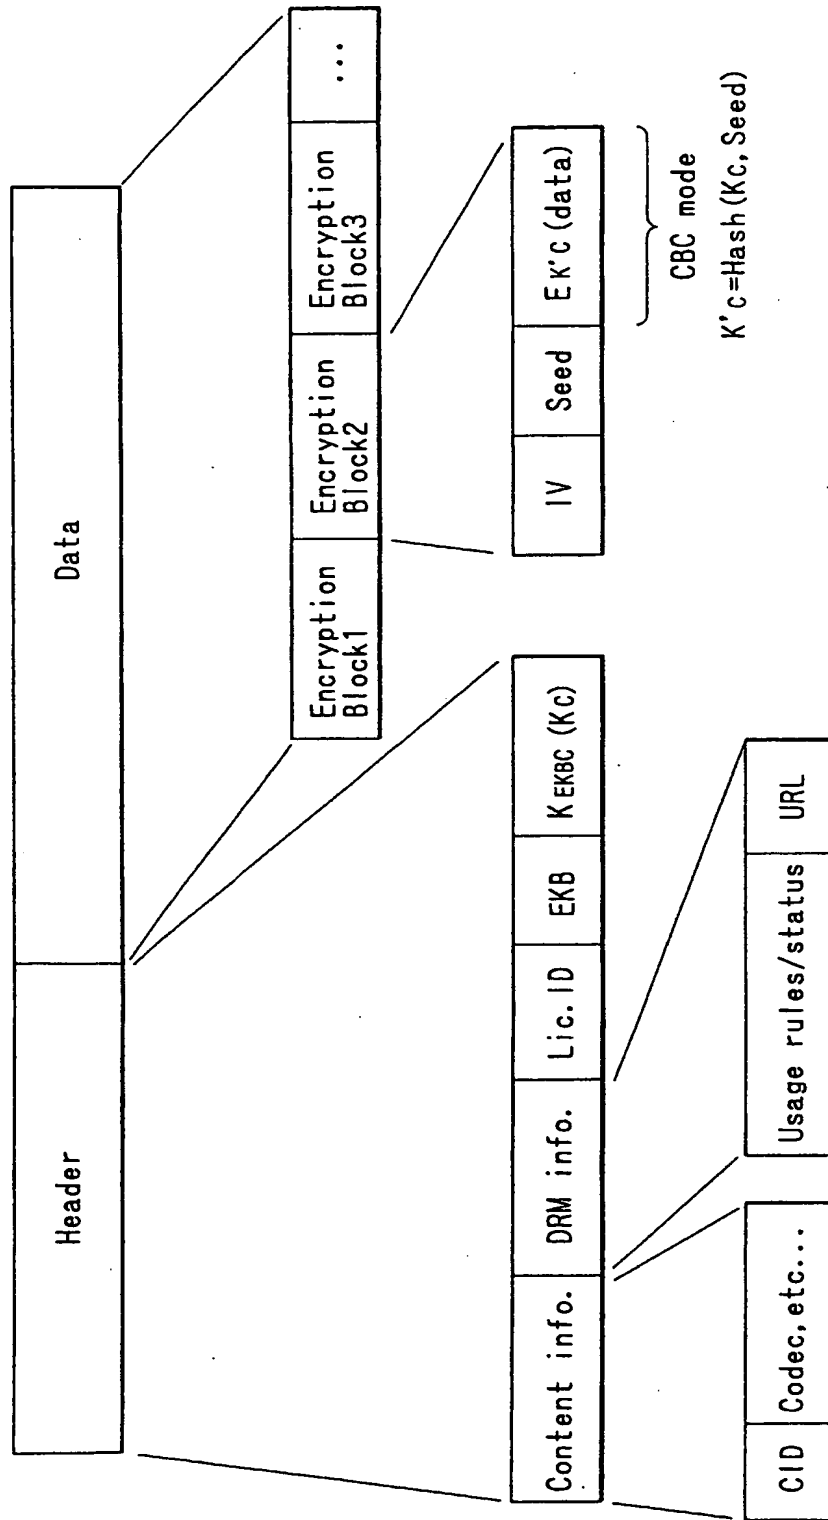 Header
Data
Encryption
Block1
Encryption
Block2
Encryption
Block3
...
Content info.
DRM info.
Lic. ID
EKB
KEKBC (Kc)
IV
Seed
EK'C (data)
CBC mode
K'c=Hash(Kc, Seed)
CID
Codec, etc...
Usage rules/status
URL